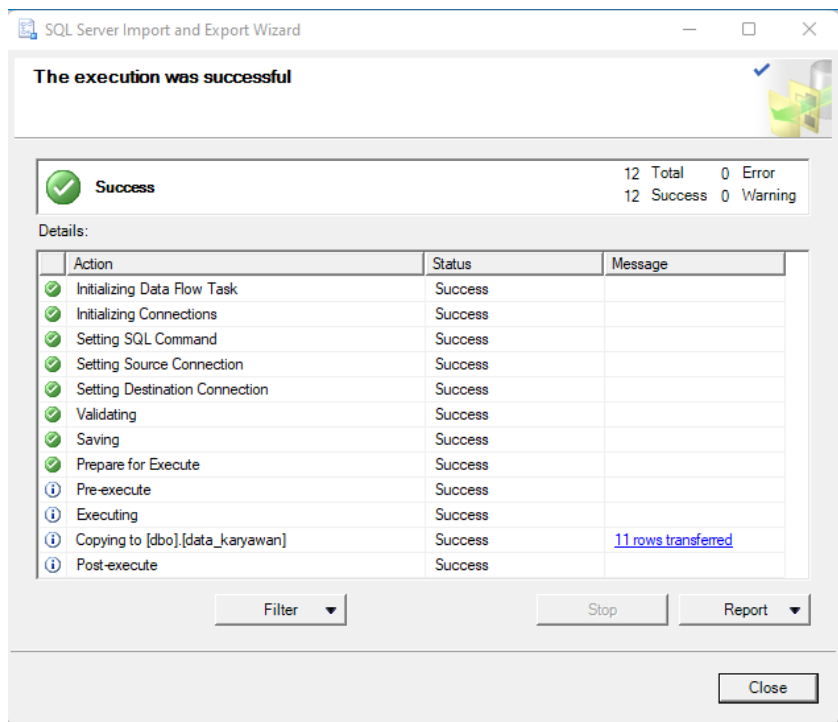 SQL Server Import and Export Wizard
The execution was successful
Success
12 Total 0 Error
12 Success 0 Warning
Details:
Action Status Message
Initializing Data Flow Task Success
Initializing Connections Success
Setting SQL Command Success
Setting Source Connection Success
Setting Destination Connection Success
Validating Success
Saving Success
Prepare for Execute Success
Pre-execute Success
Executing Success
Copying to [dbo].[data_karyawan] Success 11 rows transferred
Post-execute Success
Filter Stop Report
Close